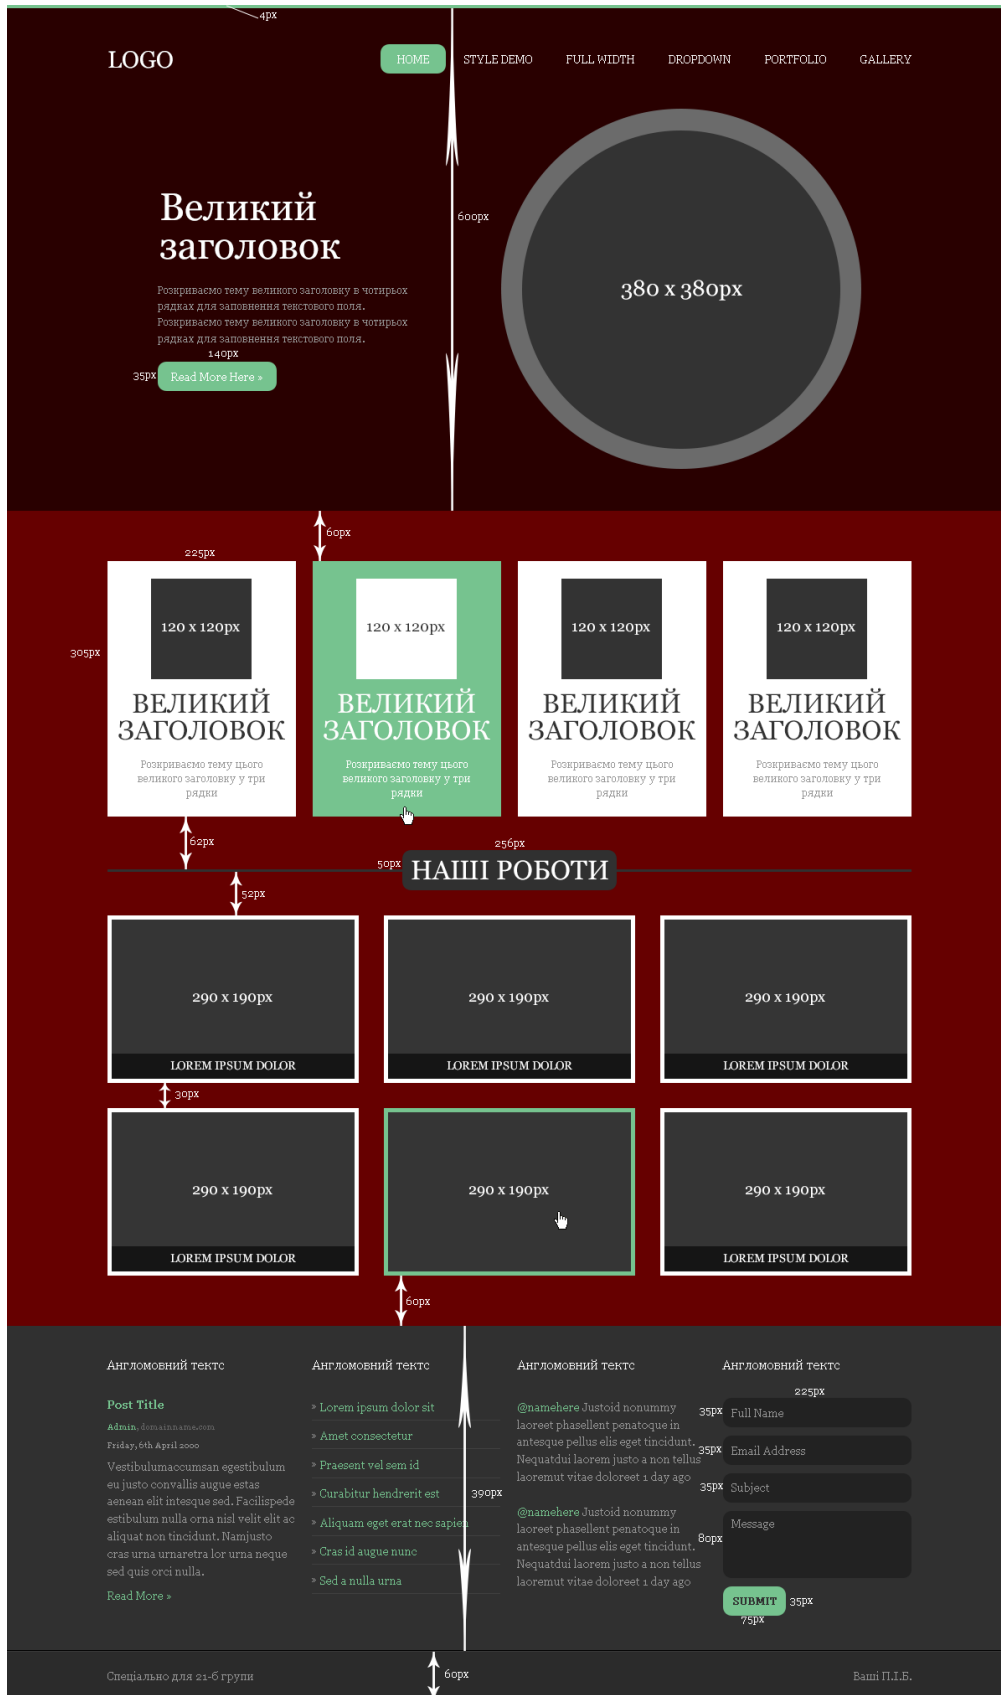 4px
LOGO
HOME
STYLE DEMO
FULL WIDTH
DROPDOWN
PORTFOLIO
GALLERY
600px
Великий
заголовок
380 x 380px
Розкриваємо тему великого заголовку в чотирьох
рядках для заповнення текстового поля.
Розкриваємо тему великого заголовку в чотирьох
рядках для заповнення текстового поля.
140px
35px
Read More Here »
60px
225px
305px
120 x 120px
ВЕЛИКИЙ
ЗАГОЛОВОК
Розкриваємо тему цього
великого заголовку у три
рядки
120 x 120px
ВЕЛИКИЙ
ЗАГОЛОВОК
Розкриваємо тему цього
великого заголовку у три
рядки
120 x 120px
ВЕЛИКИЙ
ЗАГОЛОВОК
Розкриваємо тему цього
великого заголовку у три
рядки
120 x 120px
ВЕЛИКИЙ
ЗАГОЛОВОК
Розкриваємо тему цього
великого заголовку у три
рядки
62px
256px
50px
НАШІ РОБОТИ
52px
290 x 190px
LOREM IPSUM DOLOR
290 x 190px
LOREM IPSUM DOLOR
290 x 190px
LOREM IPSUM DOLOR
30px
290 x 190px
LOREM IPSUM DOLOR
290 x 190px
290 x 190px
LOREM IPSUM DOLOR
60px
Англомовний тектс
Post Title
Admin, domainname.com
Friday, 6th April 2000
Vestibulumaccumsan egestibulum
eu justo convallis augue estas
aenean elit intesque sed. Facilispede
estibulum nulla orna nisl velit elit ac
aliquat non tincidunt. Namjusto
cras urna urnaretra lor urna neque
sed quis orci nulla.
Read More »
Англомовний тектс
» Lorem ipsum dolor sit
» Amet consectetur
» Praesent vel sem id
» Curabitur hendrerit est
» Aliquam eget erat nec sapien
» Cras id augue nunc
» Sed a nulla urna
390px
Англомовний тектс
@namehere Justoid nonummy
laoreet phasellent penatoque in
antesque pellus elis eget tincidunt.
Nequatdui laorem justo a non tellus
laoremut vitae doloreet 1 day ago
@namehere Justoid nonummy
laoreet phasellent penatoque in
antesque pellus elis eget tincidunt.
Nequatdui laorem justo a non tellus
laoremut vitae doloreet 1 day ago
Англомовний тектс
225px
35px
Full Name
35px
Email Address
35px
Subject
80px
Message
SUBMIT
35px
75px
Спеціально для 21-б групи
60px
Ваші П.І.Б.